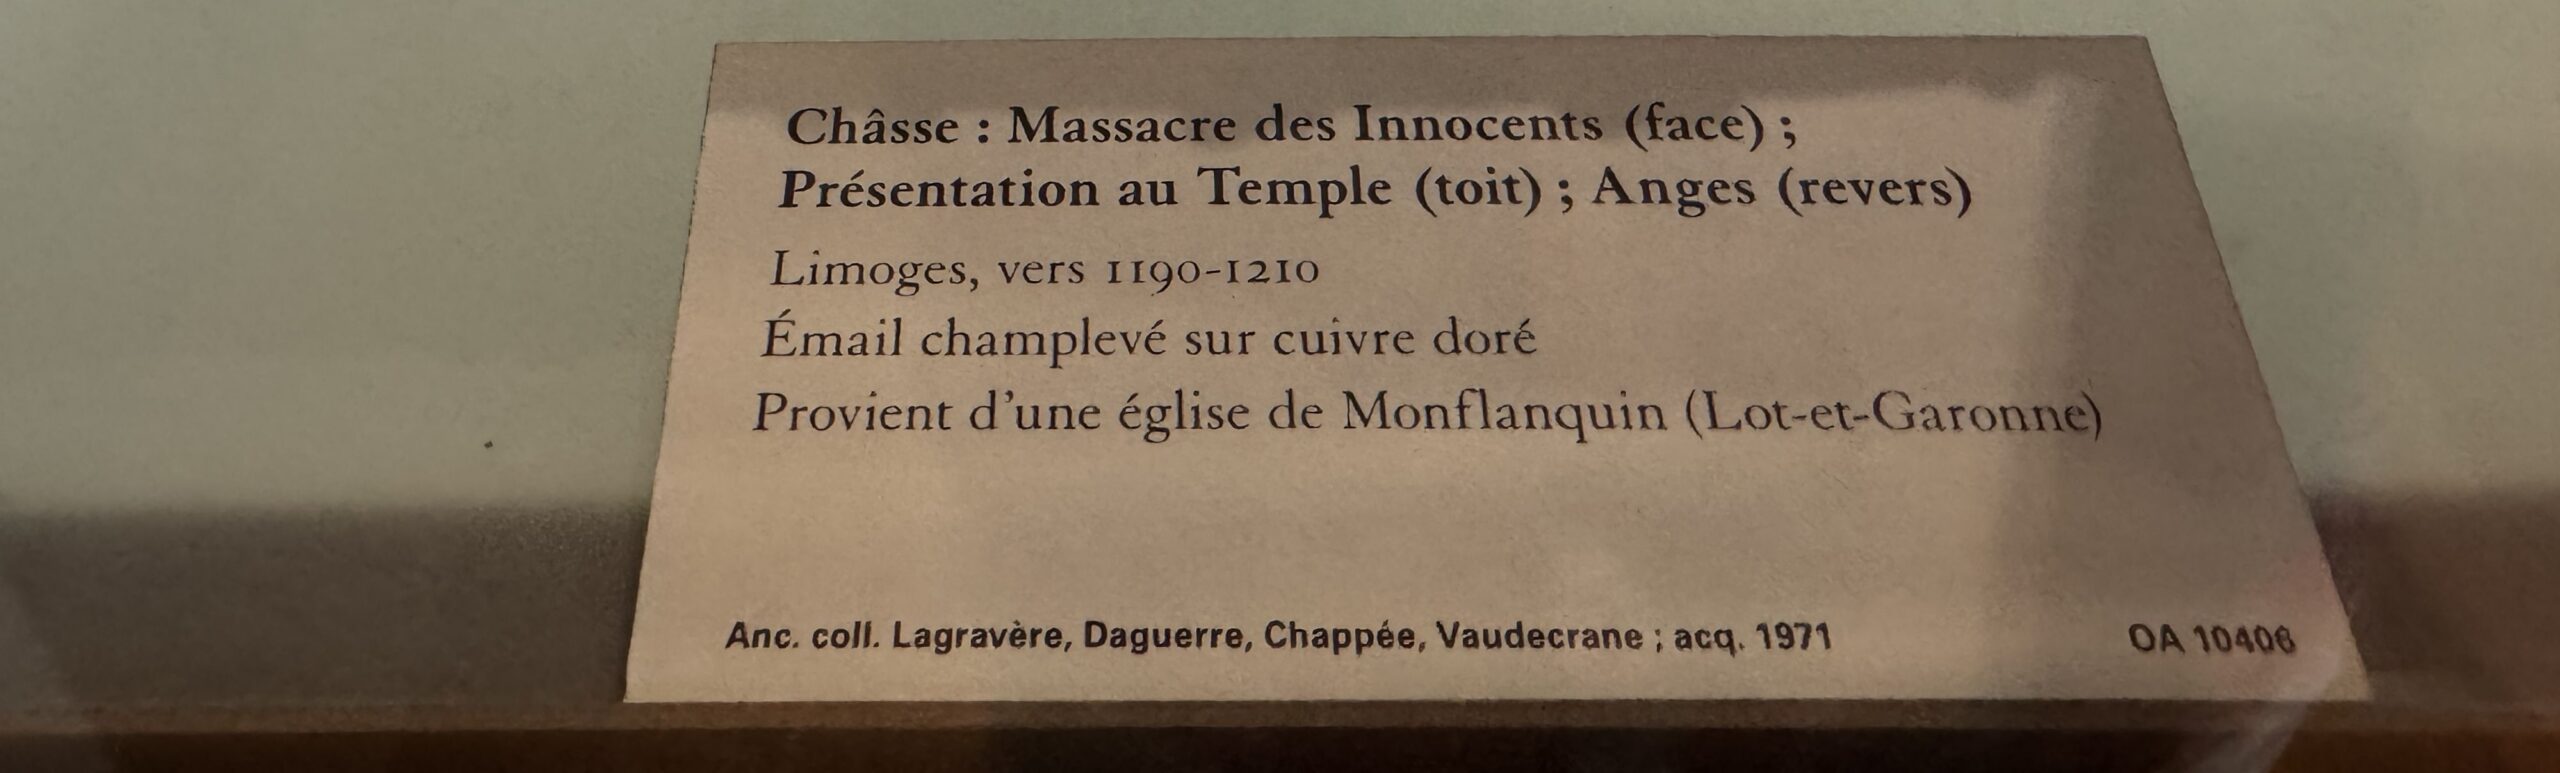 Châsse : Massacre des Innocents (face) ;
Présentation au Temple (toit) ; Anges (revers)
Limoges, vers 1190-1210
Émail champlevé sur cuivre doré
Provient d'une église de Monflanquin (Lot-et-Garonne)
Anc. coll. Lagravère, Daguerre, Chappée, Vaudecrane ; acq. 1971
OA 10406